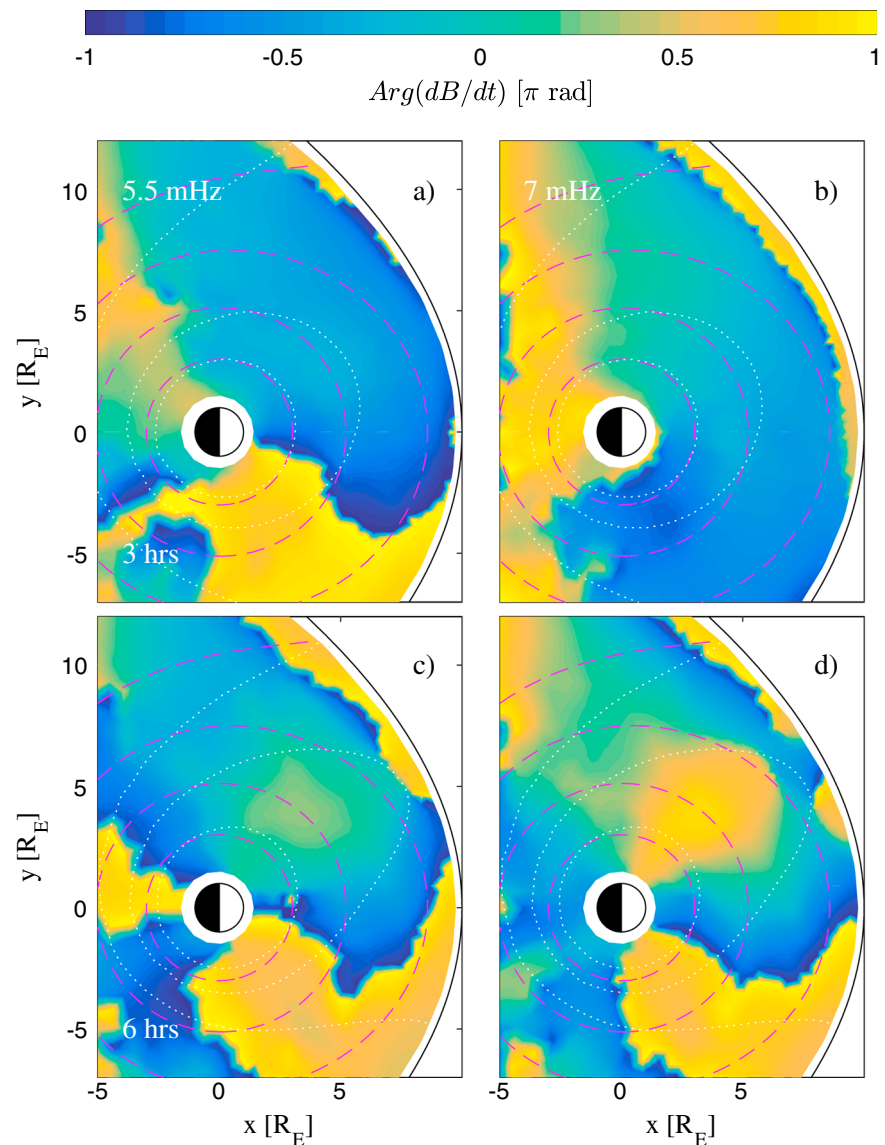 -1 -0.5 0 0.5 1
Arg(dB/dt) [π rad]
5.5 mHz a) 7 mHz b)
10
5
y [R_E]
0
-5
3 hrs
c) d)
10
5
y [R_E]
0
-5
6 hrs
-5 0 5 -5 0 5
x [R_E] x [R_E]